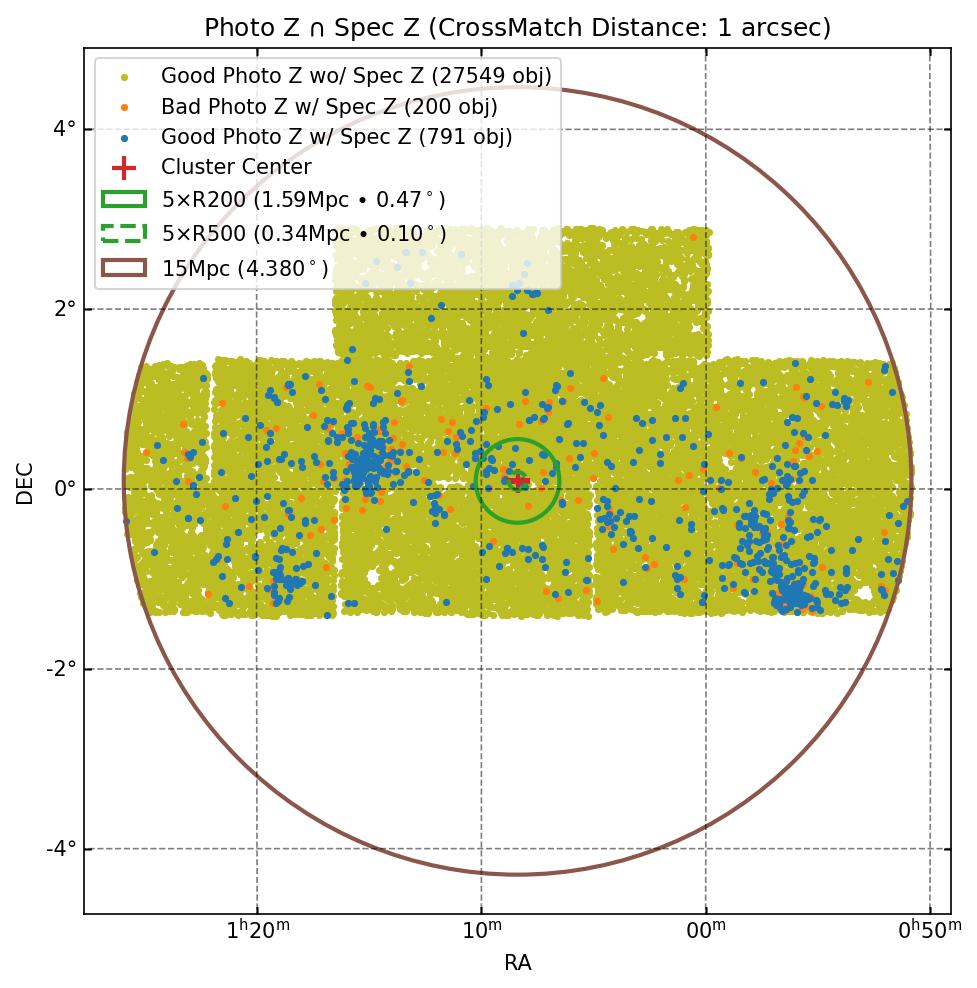 Photo Z ∩ Spec Z (CrossMatch Distance: 1 arcsec)
Good Photo Z wo/ Spec Z (27549 obj)
Bad Photo Z w/ Spec Z (200 obj)
Good Photo Z w/ Spec Z (791 obj)
Cluster Center
5×R200 (1.59Mpc • 0.47°)
5×R500 (0.34Mpc • 0.10°)
15Mpc (4.380°)
4°
2°
0°
-2°
-4°
DEC
1ʰ20ᵐ 10ᵐ 00ᵐ 0ʰ50ᵐ
RA